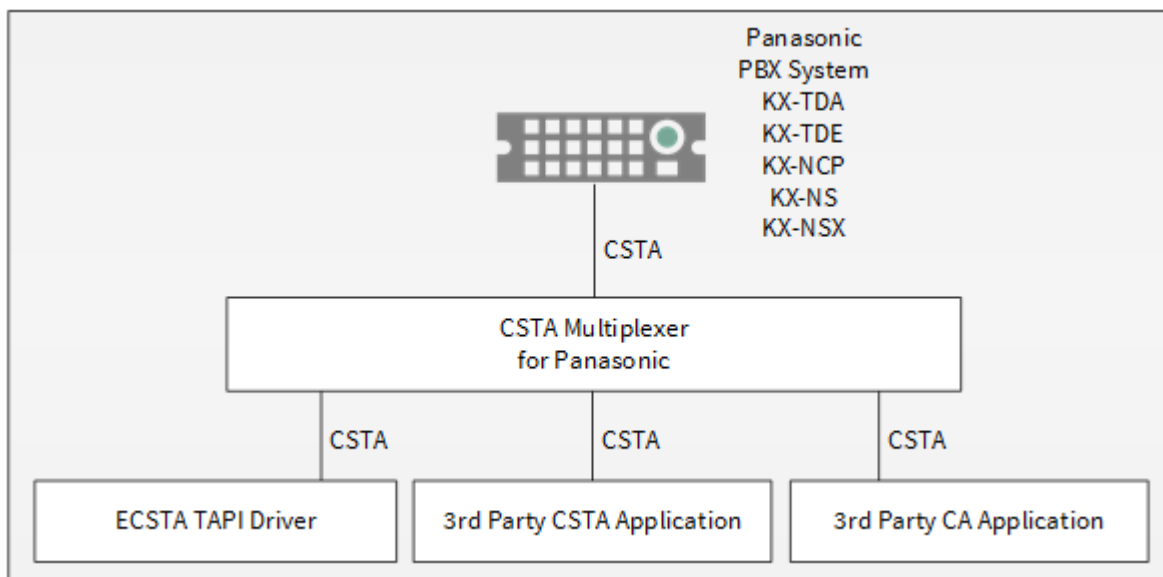 Panasonic
PBX System
KX-TDA
KX-TDE
KX-NCP
KX-NS
KX-NSX
CSTA
CSTA Multiplexer
for Panasonic
CSTA
CSTA
CSTA
ECSTA TAPI Driver
3rd Party CSTA Application
3rd Party CA Application